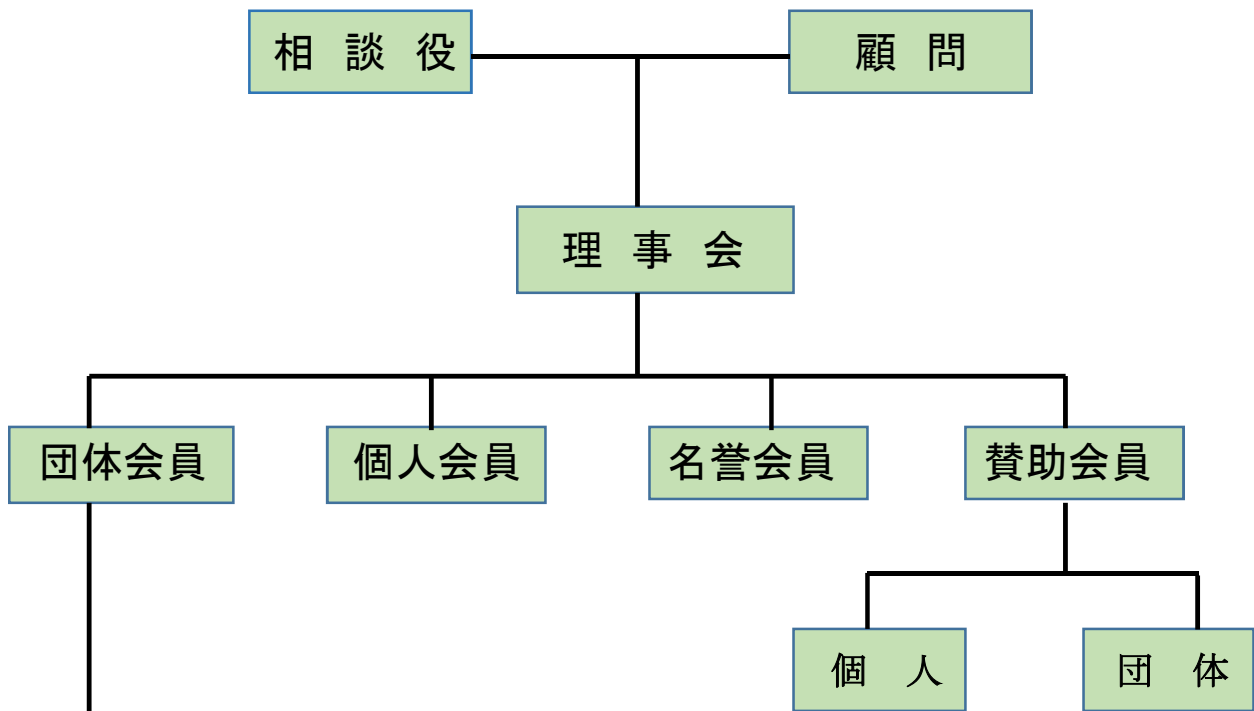 相 談 役 顧 問
理 事 会
団体会員 個人会員 名誉会員 賛助会員
個 人 団 体